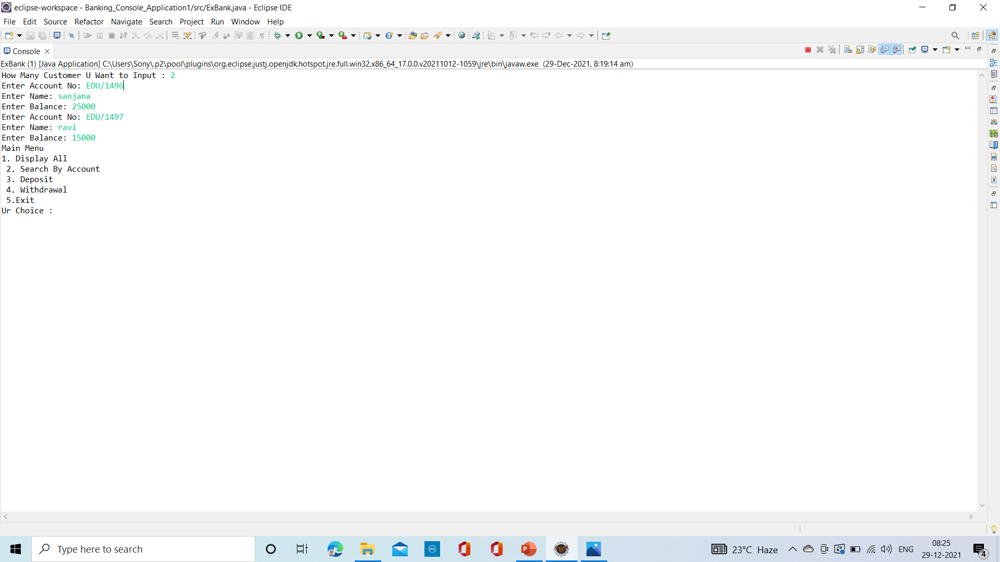 eclipse-workspace - Banking_Console_Application1/src/ExBank.java - Eclipse IDE
File Edit Source Refactor Navigate Search Project Run Window Help
Console
ExBank (1) [Java Application] C:\Users\Sony\.p2\pool\plugins\org.eclipse.justj.openjdk.hotspot.jre.full.win32.x86_64_17.0.0.v20211012-1059\jre\bin\javaw.exe (29-Dec-2021, 8:19:14 am)
How Many Customer U Want to Input : 2
Enter Account No: EDU/1496
Enter Name: sanjana
Enter Balance: 25000
Enter Account No: EDU/1497
Enter Name: ravi
Enter Balance: 15000
Main Menu
1. Display All
2. Search By Account
3. Deposit
4. Withdrawal
5.Exit
Ur Choice :
Type here to search
23°C Haze
ENG
08:25
29-12-2021
4